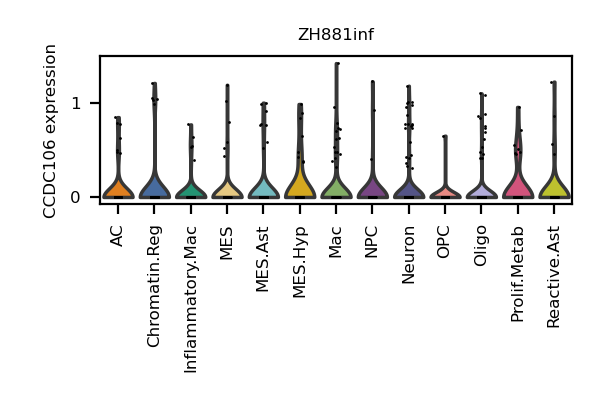 ZH881inf
CCDC106 expression
1
0
AC
Chromatin.Reg
Inflammatory.Mac
MES
MES.Ast
MES.Hyp
Mac
NPC
Neuron
OPC
Oligo
Prolif.Metab
Reactive.Ast